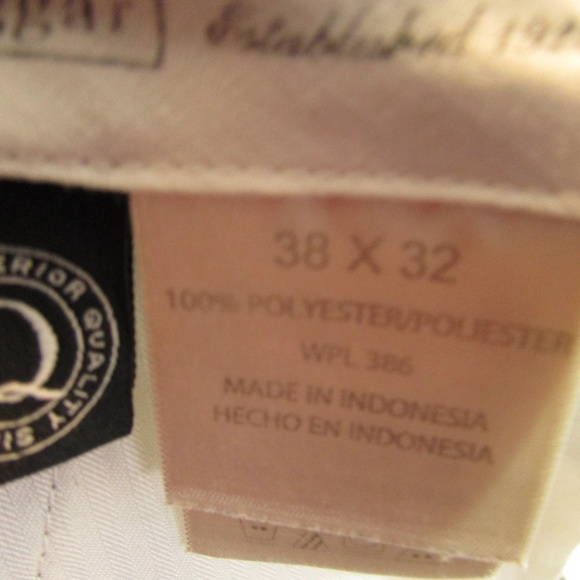 Established
38 X 32
100% POLYESTER/POLIESTER
WPL 386
MADE IN INDONESIA
HECHO EN INDONESIA
QUALITY
Q